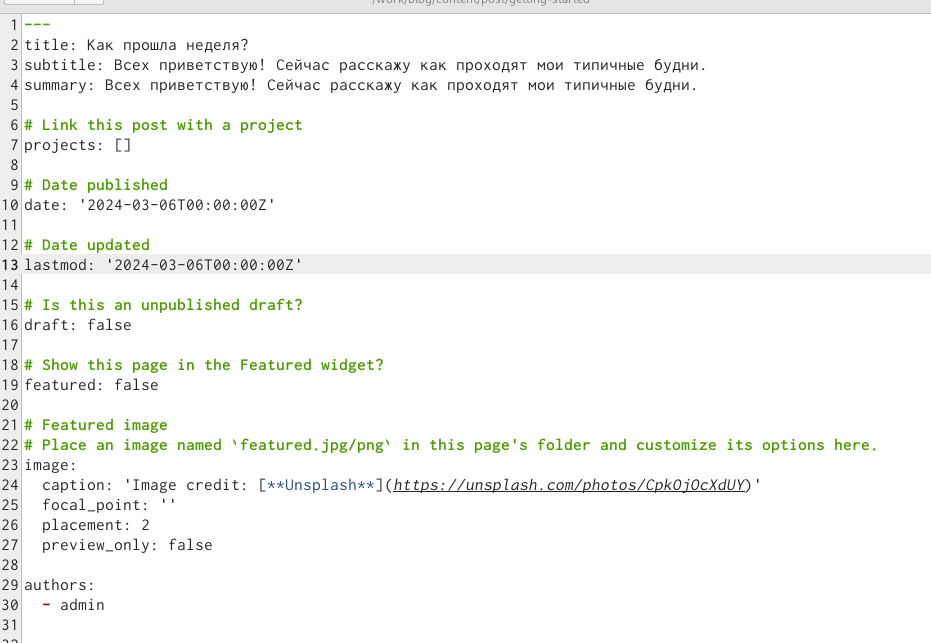 /work/blog/content/post/getting-started
1 ---
2 title: Как прошла неделя?
3 subtitle: Всех приветствую! Сейчас расскажу как проходят мои типичные будни.
4 summary: Всех приветствую! Сейчас расскажу как проходят мои типичные будни.
5
6 # Link this post with a project
7 projects: []
8
9 # Date published
10 date: '2024-03-06T00:00:00Z'
11
12 # Date updated
13 lastmod: '2024-03-06T00:00:00Z'
14
15 # Is this an unpublished draft?
16 draft: false
17
18 # Show this page in the Featured widget?
19 featured: false
20
21 # Featured image
22 # Place an image named `featured.jpg/png` in this page's folder and customize its options here.
23 image:
24 caption: 'Image credit: [**Unsplash**](https://unsplash.com/photos/CpkOjOcXdUY)'
25 focal_point: ''
26 placement: 2
27 preview_only: false
28
29 authors:
30 - admin
31
32